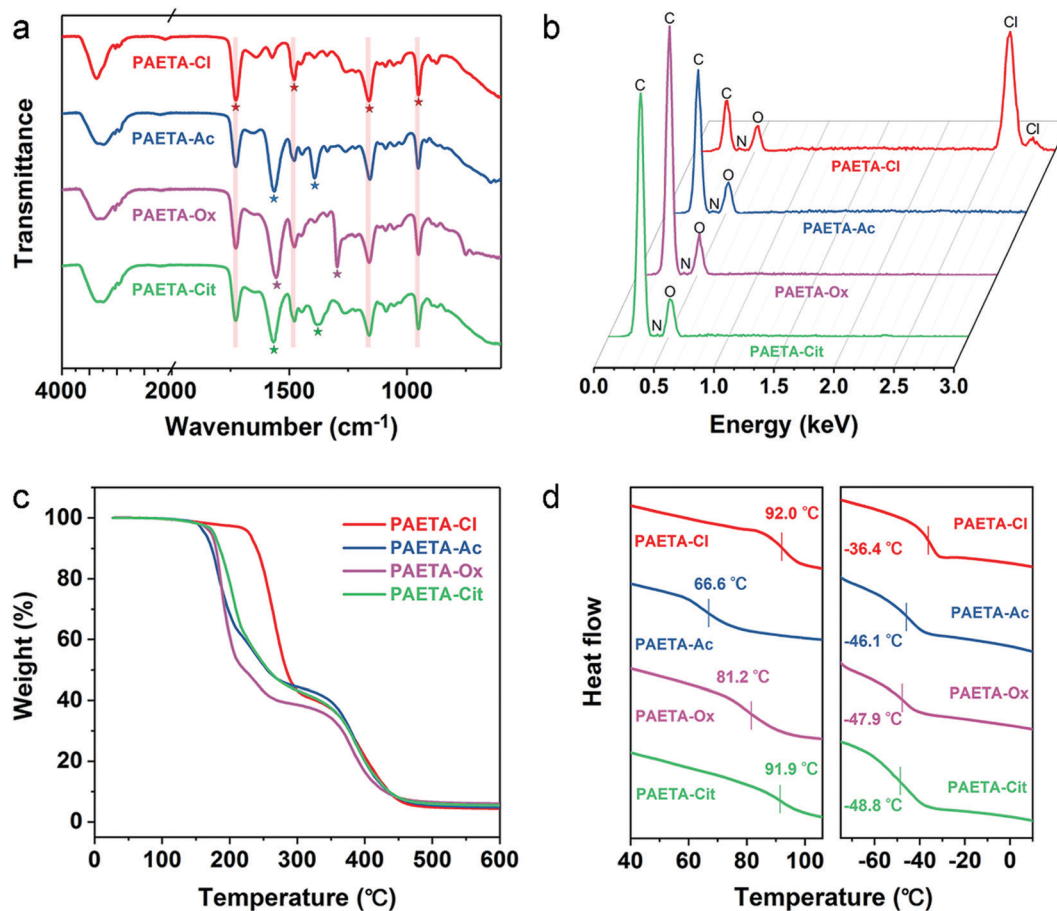 a
Transmittance
PAETA-Cl
PAETA-Ac
PAETA-Ox
PAETA-Cit
4000 2000 1500 1000
Wavenumber (cm-1)
b
C
C
C
C
N
O
N
O
N
O
N
O
Cl
Cl
PAETA-Cl
PAETA-Ac
PAETA-Ox
PAETA-Cit
0.0 0.5 1.0 1.5 2.0 2.5 3.0
Energy (keV)
c
Weight (%)
100
80
60
40
20
0
PAETA-Cl
PAETA-Ac
PAETA-Ox
PAETA-Cit
0 100 200 300 400 500 600
Temperature (℃)
d
Heat flow
92.0 ℃
PAETA-Cl
66.6 ℃
PAETA-Ac
81.2 ℃
PAETA-Ox
91.9 ℃
PAETA-Cit
40 60 80 100
PAETA-Cl
-36.4 ℃
PAETA-Ac
-46.1 ℃
PAETA-Ox
-47.9 ℃
PAETA-Cit
-48.8 ℃
-60 -40 -20 0
Temperature (℃)